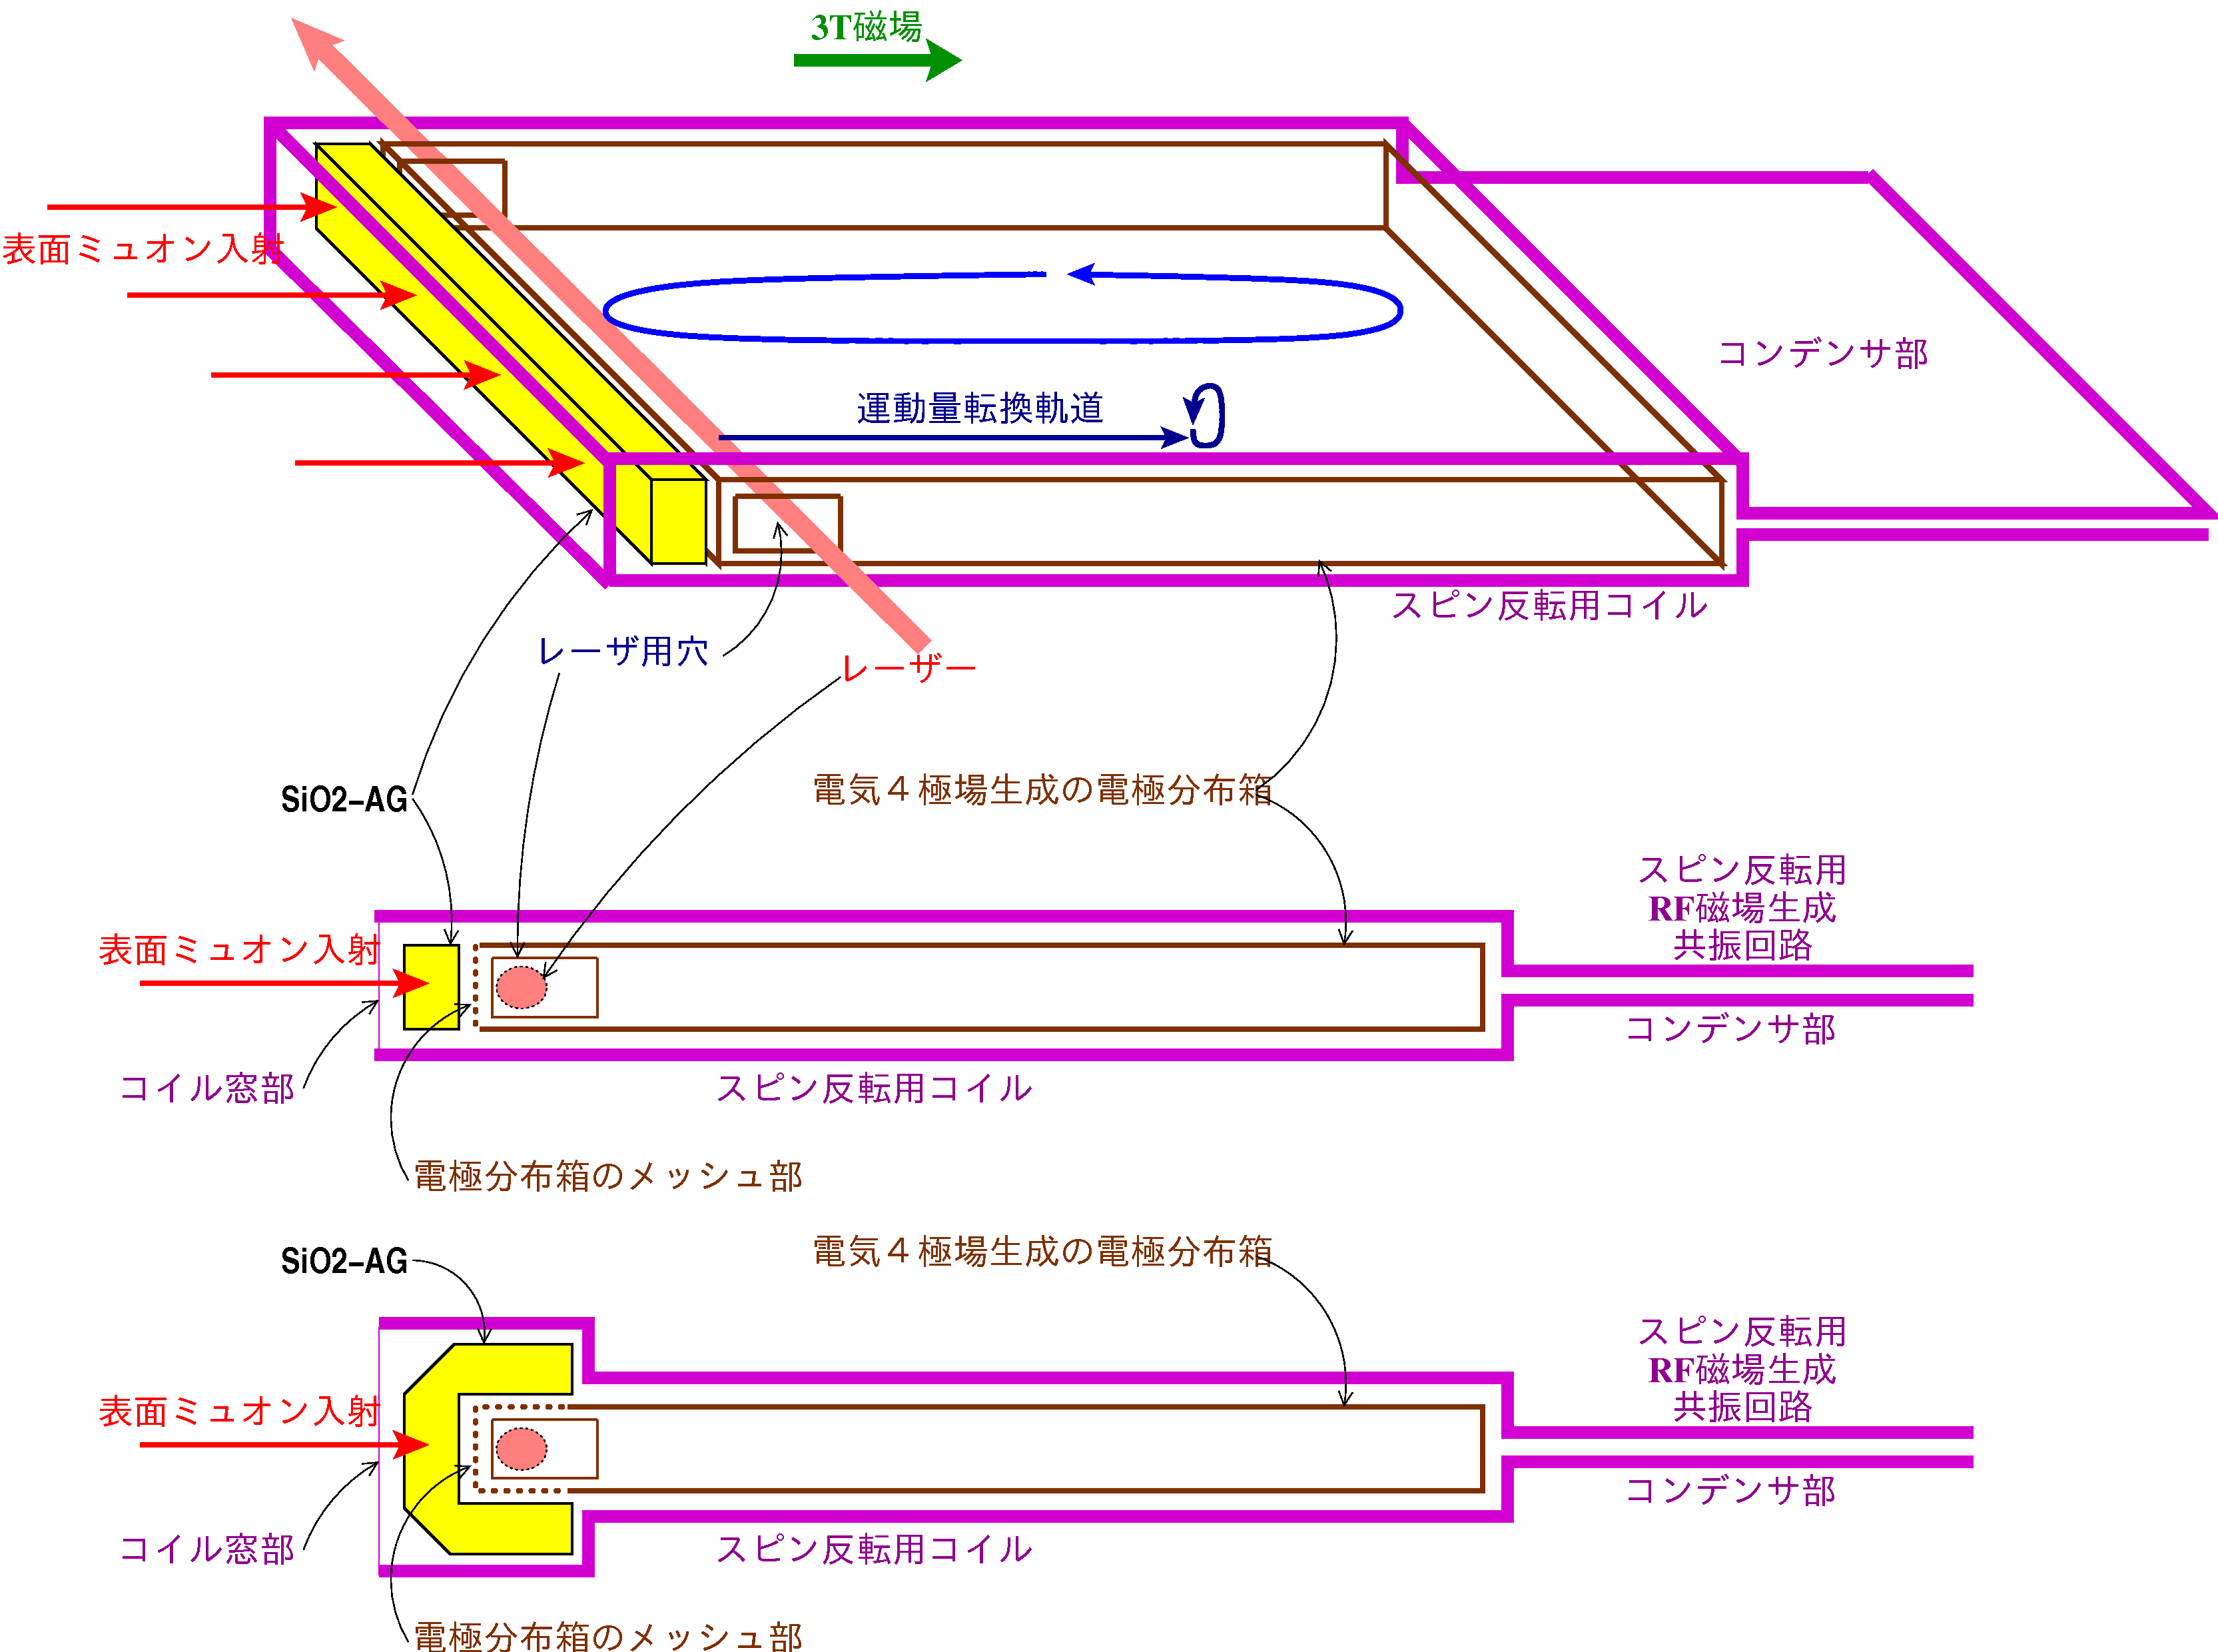 3T磁場
表面ミュオン入射
コンデンサ部
運動量転換軌道
スピン反転用コイル
レーザ用穴
レーザー
SiO2-AG
電気４極場生成の電極分布箱
スピン反転用
RF磁場生成
共振回路
表面ミュオン入射
コンデンサ部
コイル窓部
スピン反転用コイル
電極分布箱のメッシュ部
SiO2-AG
電気４極場生成の電極分布箱
スピン反転用
RF磁場生成
共振回路
表面ミュオン入射
コンデンサ部
コイル窓部
スピン反転用コイル
電極分布箱のメッシュ部